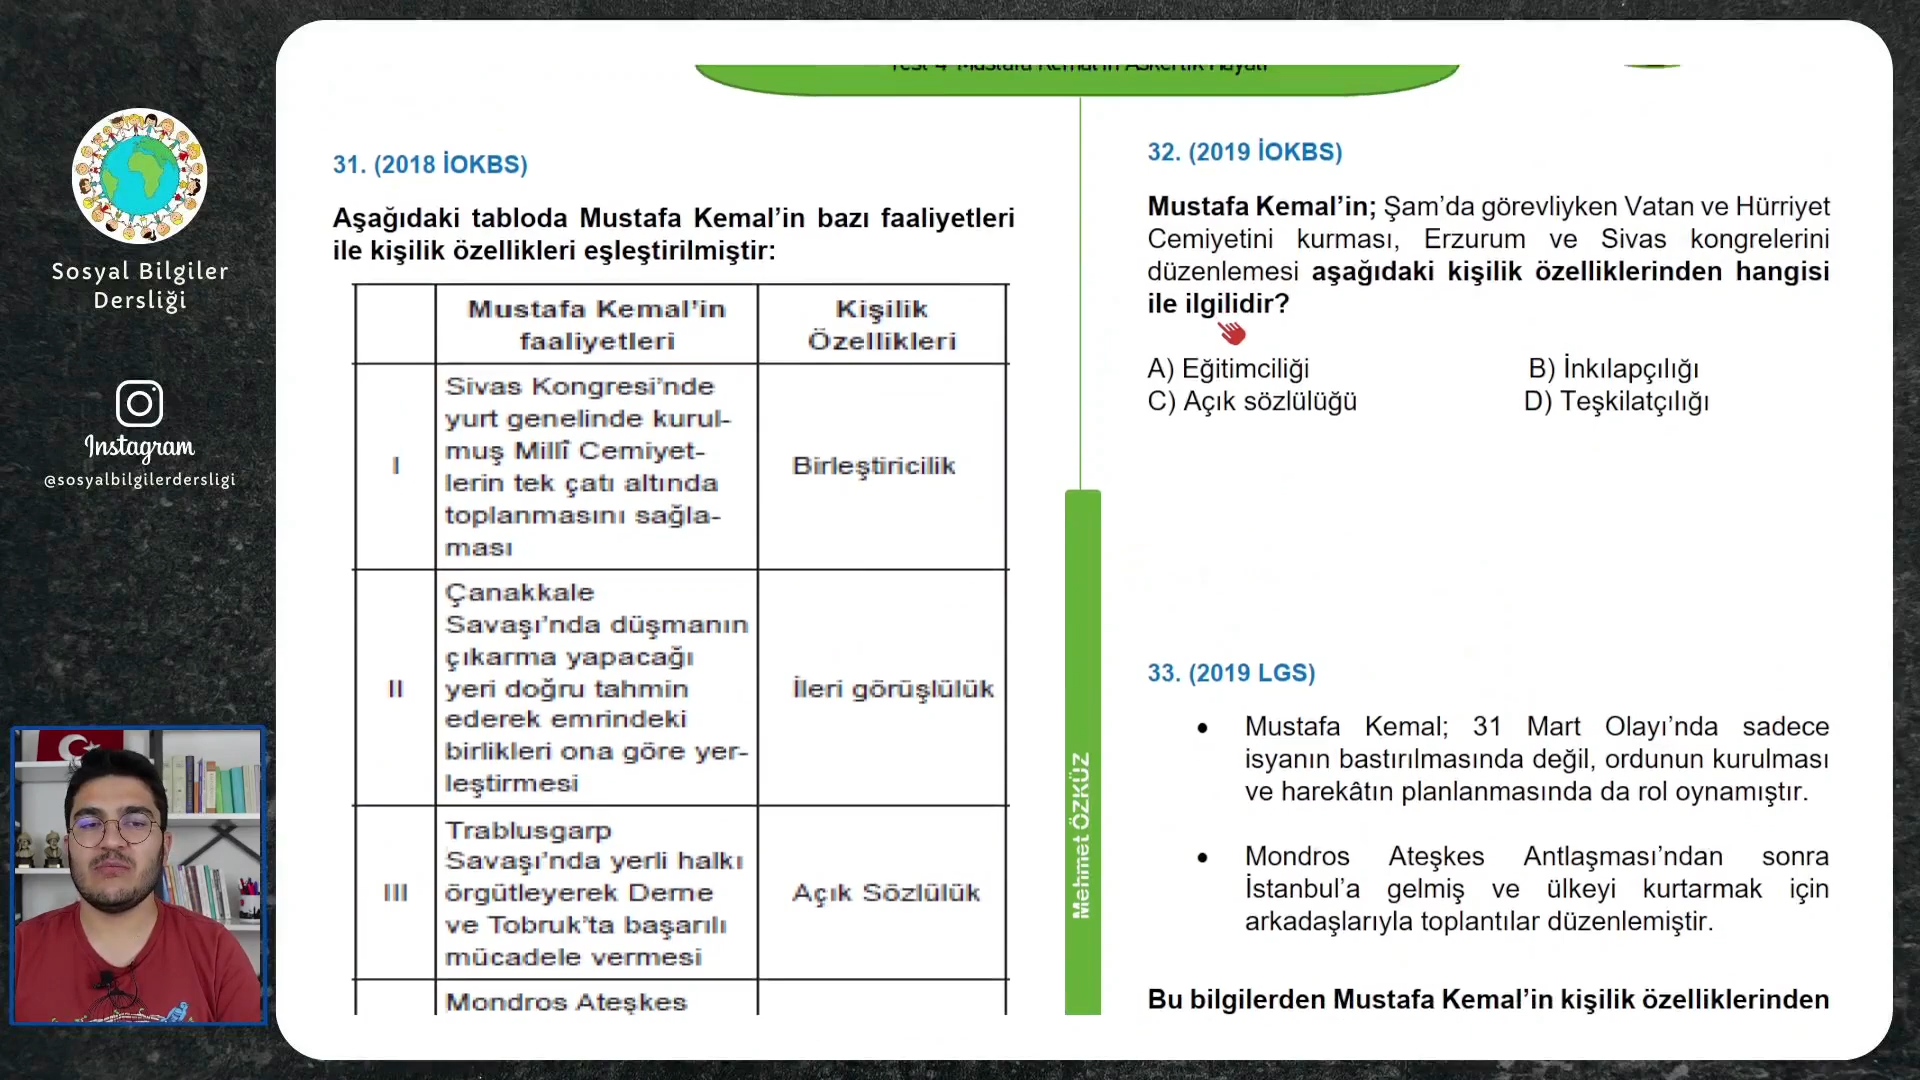 Test 4 Mustafa Kemal'in Askerlik Hayatı
Sosyal Bilgiler
Dersliği
Instagram
@sosyalbilgilerdersligi
31. (2018 İOKBS)
Aşağıdaki tabloda Mustafa Kemal’in bazı faaliyetleri
ile kişilik özellikleri eşleştirilmiştir:
Mustafa Kemal’in
faaliyetleri
Kişilik
Özellikleri
I
Sivas Kongresi’nde
yurt genelinde kurul-
muş Millî Cemiyet-
lerin tek çatı altında
toplanmasını sağla-
ması
Birleştiricilik
II
Çanakkale
Savaşı’nda düşmanın
çıkarma yapacağı
yeri doğru tahmin
ederek emrindeki
birlikleri ona göre yer-
leştirmesi
İleri görüşlülük
III
Trablusgarp
Savaşı’nda yerli halkı
örgütleyerek Derne
ve Tobruk’ta başarılı
mücadele vermesi
Açık Sözlülük
Mondros Ateşkes
Mehmet ÖZKÜZ
32. (2019 İOKBS)
Mustafa Kemal’in; Şam’da görevliyken Vatan ve Hürriyet
Cemiyetini kurması, Erzurum ve Sivas kongrelerini
düzenlemesi aşağıdaki kişilik özelliklerinden hangisi
ile ilgilidir?
A) Eğitimciliği B) İnkılapçılığı
C) Açık sözlülüğü D) Teşkilatçılığı
33. (2019 LGS)
• Mustafa Kemal; 31 Mart Olayı’nda sadece
isyanın bastırılmasında değil, ordunun kurulması
ve harekâtın planlanmasında da rol oynamıştır.
• Mondros Ateşkes Antlaşması’ndan sonra
İstanbul’a gelmiş ve ülkeyi kurtarmak için
arkadaşlarıyla toplantılar düzenlemiştir.
Bu bilgilerden Mustafa Kemal’in kişilik özelliklerinden